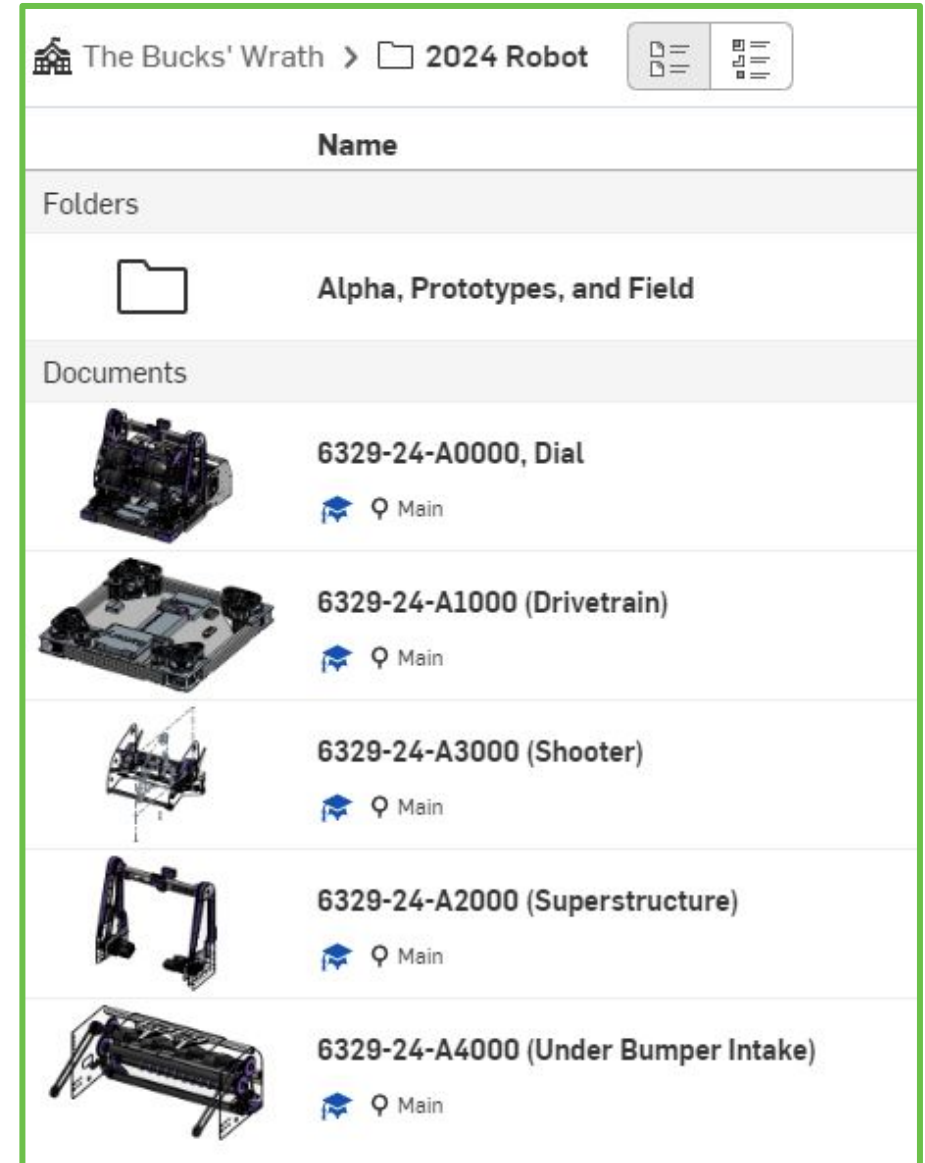 The Bucks' Wrath > 2024 Robot
Name
Folders
Alpha, Prototypes, and Field
Documents
6329-24-A0000, Dial
Main
6329-24-A1000 (Drivetrain)
Main
6329-24-A3000 (Shooter)
Main
6329-24-A2000 (Superstructure)
Main
6329-24-A4000 (Under Bumper Intake)
Main